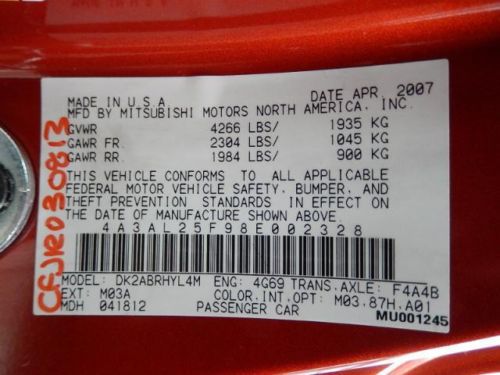 MADE IN U.S.A. DATE APR. 2007
MFD BY MITSUBISHI MOTORS NORTH AMERICA, INC.
GVWR 4266 LBS/ 1935 KG
GAWR FR. 2304 LBS/ 1045 KG
GAWR RR. 1984 LBS/ 900 KG
THIS VEHICLE CONFORMS TO ALL APPLICABLE
FEDERAL MOTOR VEHICLE SAFETY, BUMPER, AND
THEFT PREVENTION STANDARDS IN EFFECT ON
THE DATE OF MANUFACTURE SHOWN ABOVE.
4A3AL25F98E002328
MODEL: DK2ABRHYL4M ENG: 4G69 TRANS.AXLE: F4A4B
EXT: M03A COLOR.INT.OPT: M03.87H.A01
MDH 041812 PASSENGER CAR
MU001245
CFJ1R030813